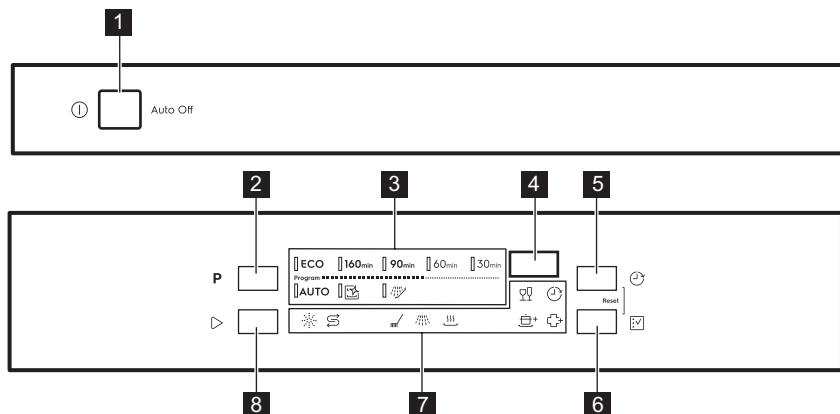 1
Auto Off
2 3 4 5
ECO 160min 90min 60min 30min
P Program
AUTO
Reset
8 7 6